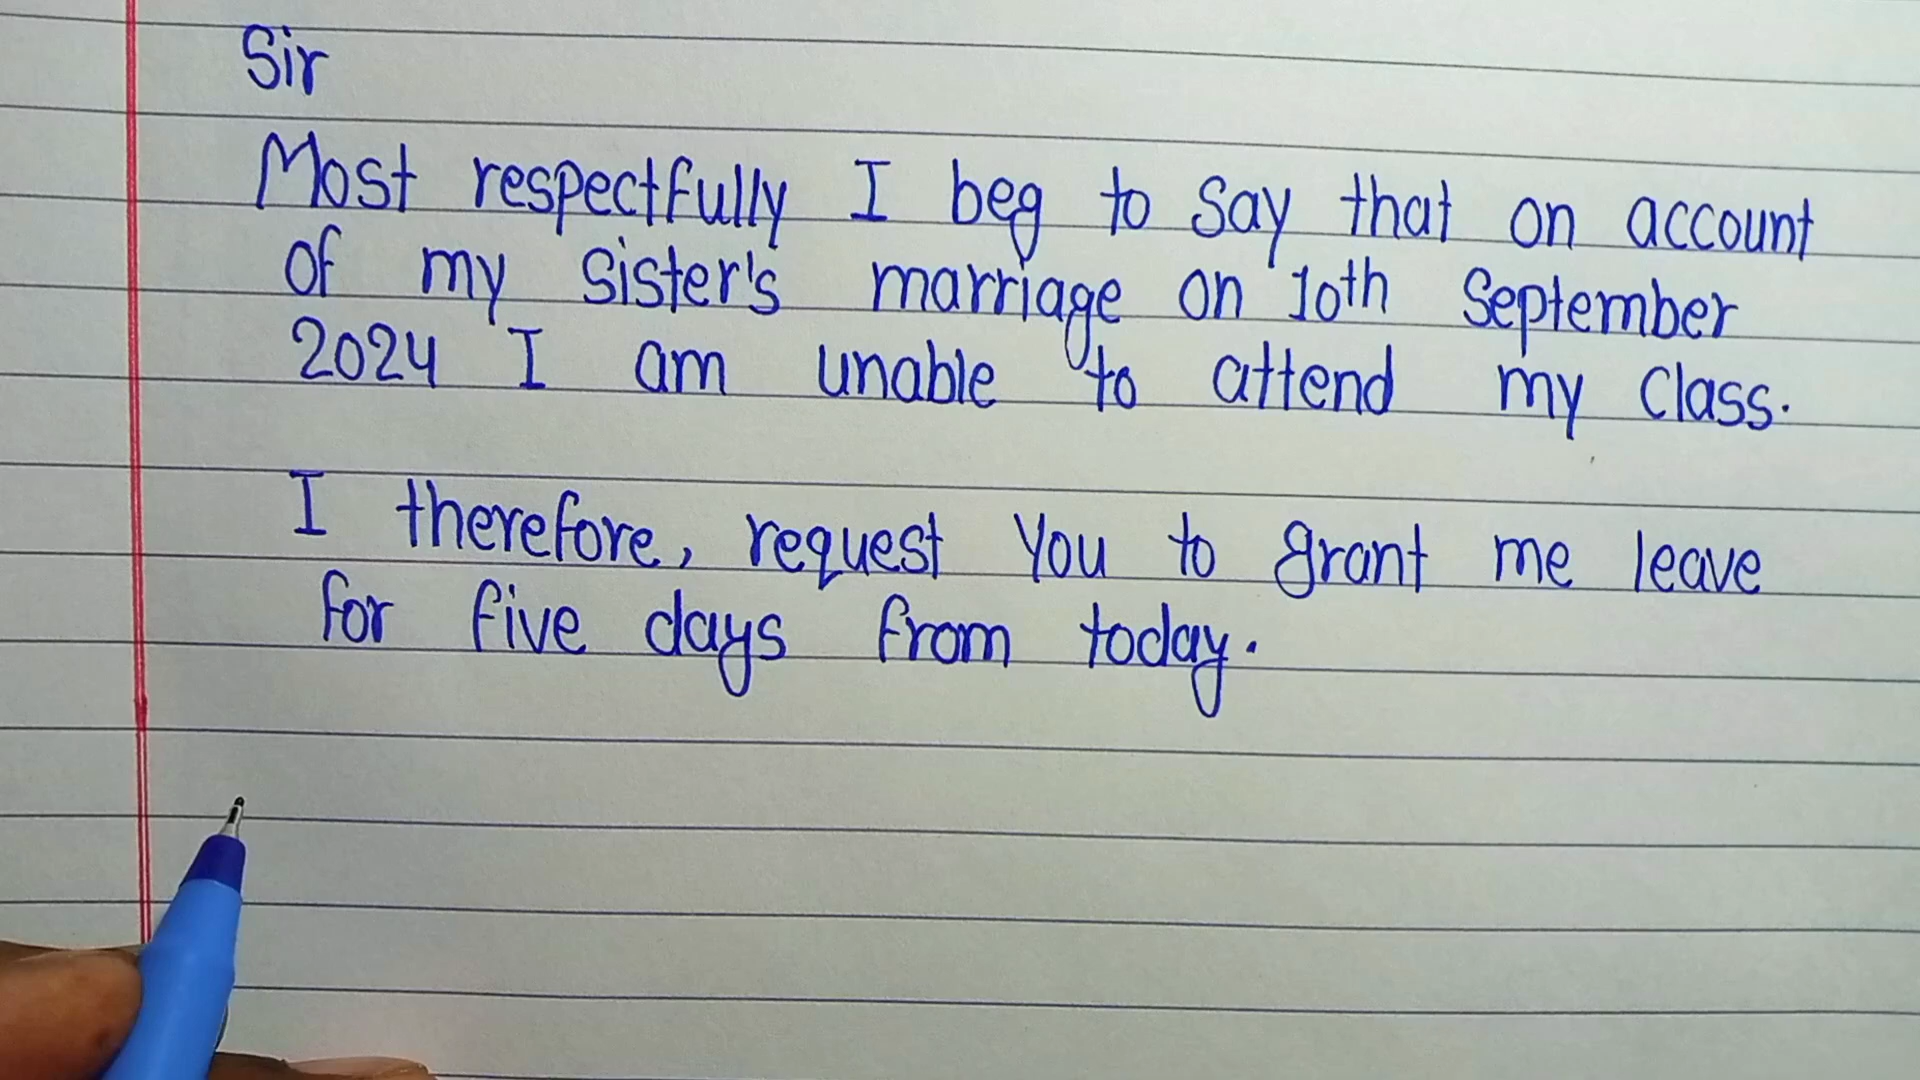 Sir
Most respectfully I beg to say that on account
of my sister's marriage on 10th September
2024 I am unable to attend my class.
I therefore, request you to grant me leave
for five days from today.